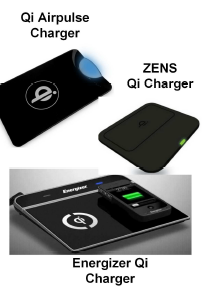 Qi Airpulse
Charger
ZENS
Qi Charger
Energizer
Energizer Qi
Charger